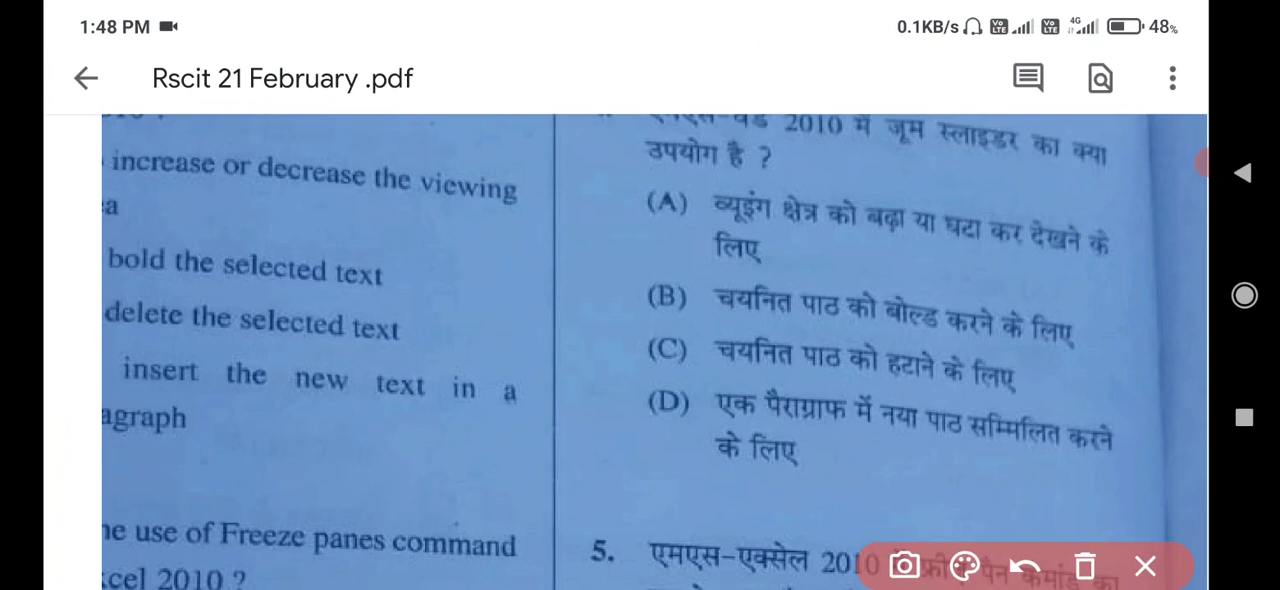 1:48 PM
0.1KB/s
4G
48%
Rscit 21 February .pdf
increase or decrease the viewing
bold the selected text
delete the selected text
insert the new text in a
use of Freeze panes command
2010 ?
2010 में जूम स्लाइडर का क्या
उपयोग है ?
(A) व्यूइंग क्षेत्र को बढ़ा या घटा कर देखने के
लिए
(B) चयनित पाठ को बोल्ड करने के लिए
(C) चयनित पाठ को हटाने के लिए
(D) एक पैराग्राफ में नया पाठ सम्मिलित करने
के लिए
5. एमएस-एक्सेल 2010
पैन कमांड का